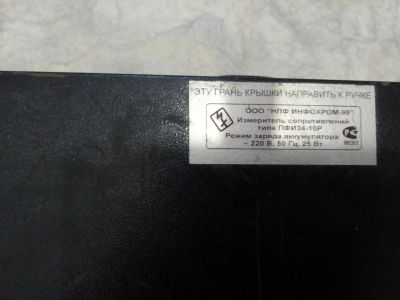 ЭТУ ГРАНЬ КРЫШКИ НАПРАВИТЬ К РУЧКЕ
ООО "НПФ ИНФОХРОМ-99"
Измеритель сопротивлений
типа ПФИ24-10Р
Режим заряда аккумулятора
~ 220 В, 50 Гц, 25 Вт
МЕ83